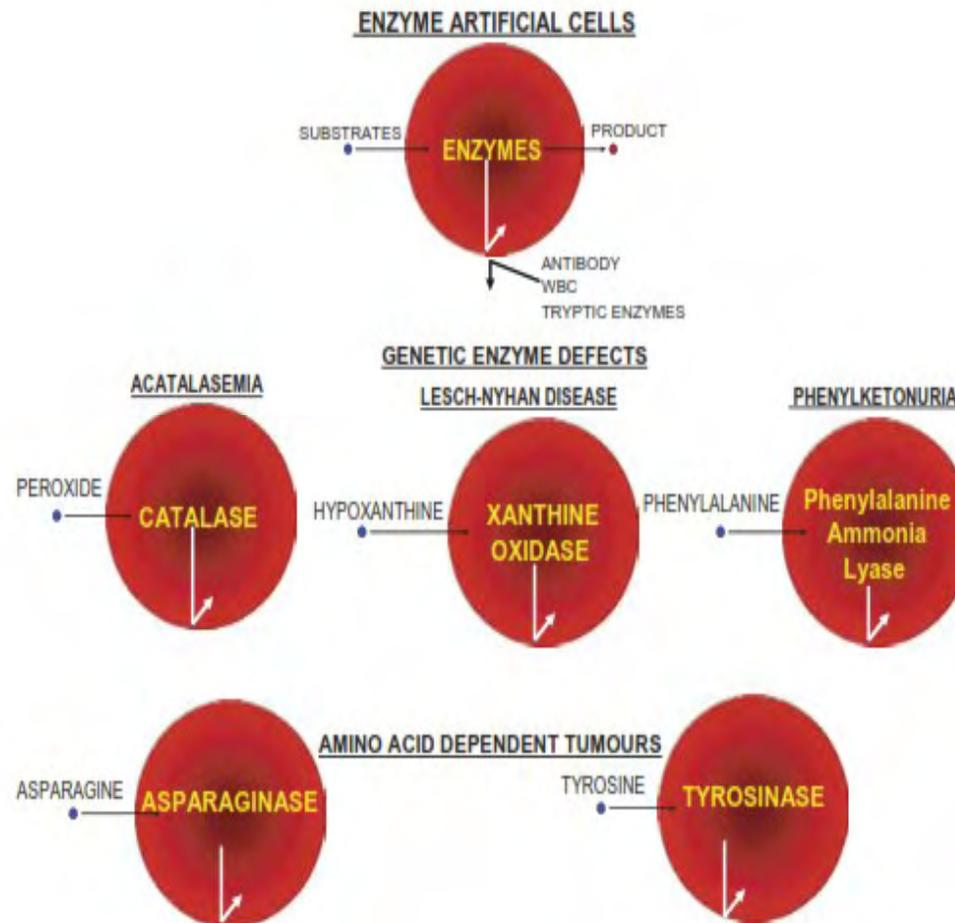 ENZYME ARTIFICIAL CELLS
SUBSTRATES
ENZYMES
PRODUCT
ANTIBODY
WBC
TRYPTIC ENZYMES
GENETIC ENZYME DEFECTS
ACATALASEMIA
LESCH-NYHAN DISEASE
PHENYLKETONURIA
PEROXIDE
CATALASE
HYPOXANTHINE
XANTHINE
OXIDASE
PHENYLALANINE
Phenylalanine
Ammonia
Lyase
AMINO ACID DEPENDENT TUMOURS
ASPARAGINE
ASPARAGINASE
TYROSINE
TYROSINASE